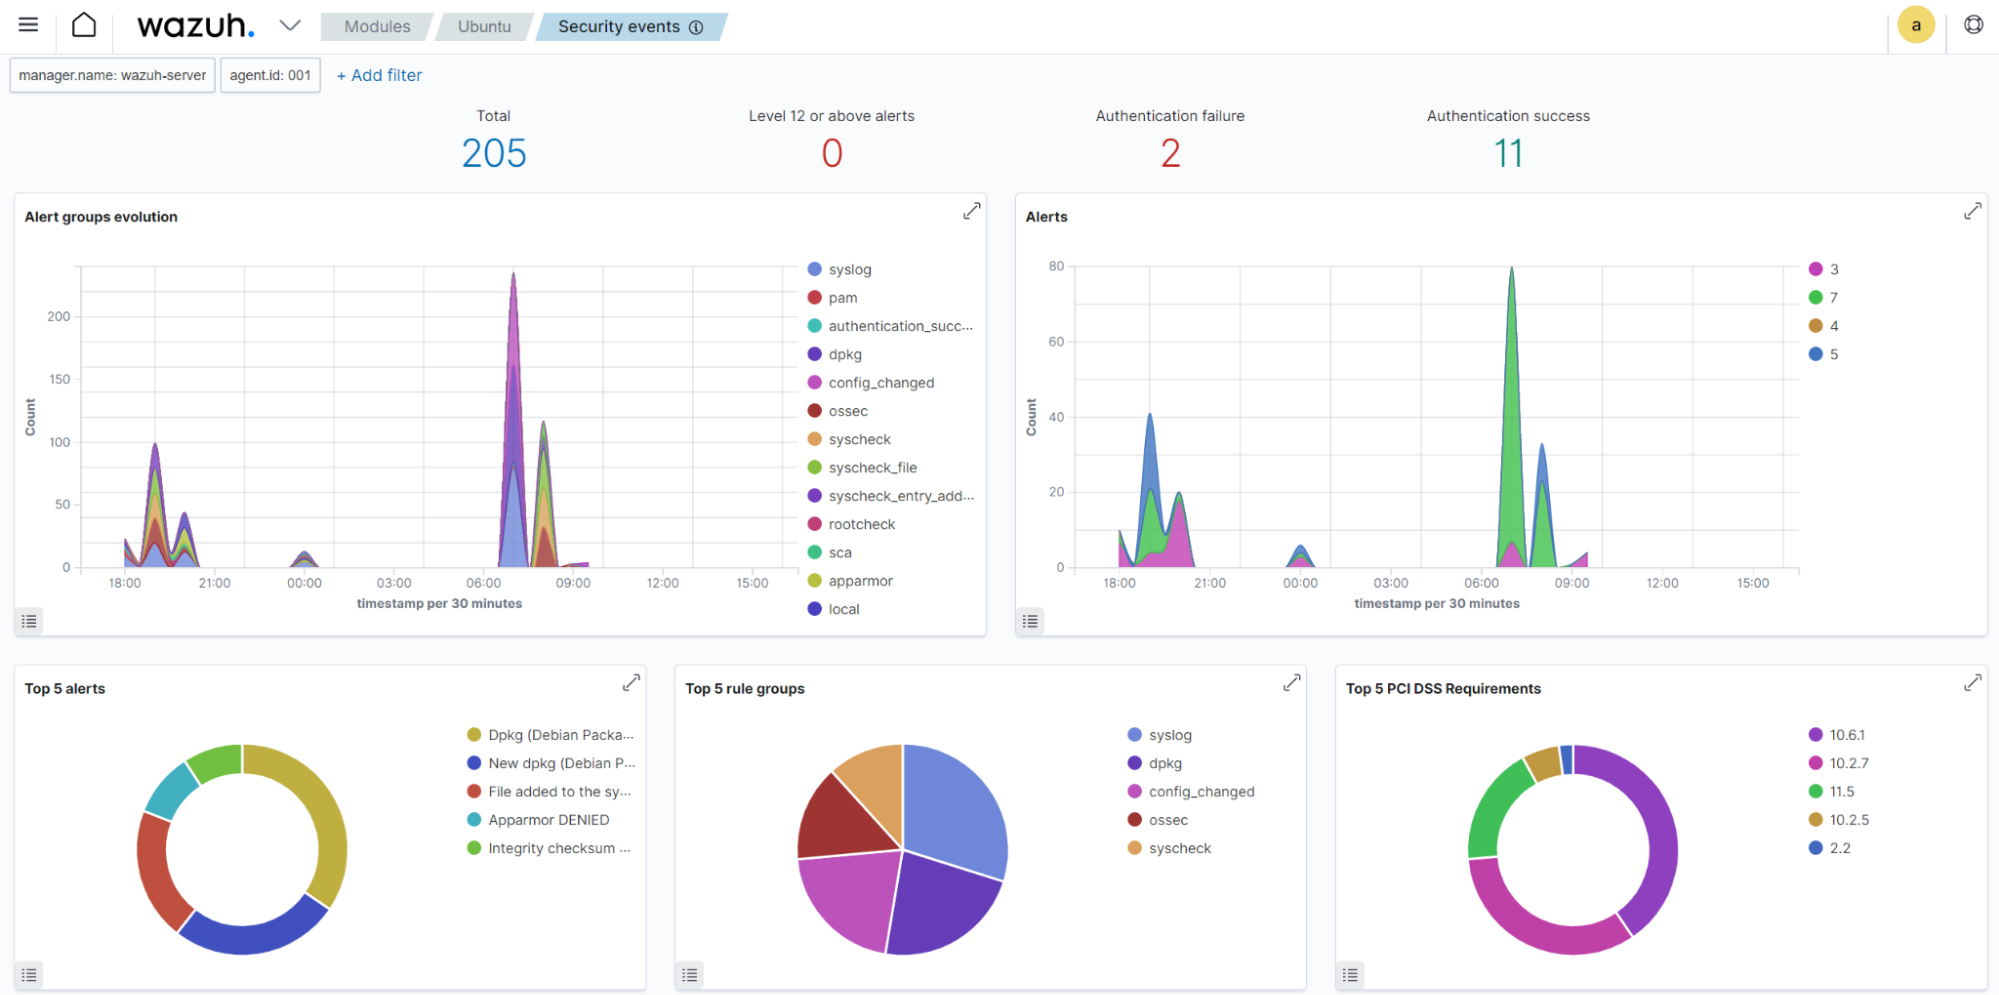 wazuh.
Modules
Ubuntu
Security events
a
manager.name: wazuh-server
agent.id: 001
+ Add filter
Total
205
Level 12 or above alerts
0
Authentication failure
2
Authentication success
11
Alert groups evolution
Count
200
150
100
50
0
18:00
21:00
00:00
03:00
06:00
09:00
12:00
15:00
timestamp per 30 minutes
syslog
pam
authentication_succ...
dpkg
config_changed
ossec
syscheck
syscheck_file
syscheck_entry_add...
rootcheck
sca
apparmor
local
Alerts
Count
80
60
40
20
0
18:00
21:00
00:00
03:00
06:00
09:00
12:00
15:00
timestamp per 30 minutes
3
7
4
5
Top 5 alerts
Dpkg (Debian Packa...
New dpkg (Debian P...
File added to the sy...
Apparmor DENIED
Integrity checksum ...
Top 5 rule groups
syslog
dpkg
config_changed
ossec
syscheck
Top 5 PCI DSS Requirements
10.6.1
10.2.7
11.5
10.2.5
2.2